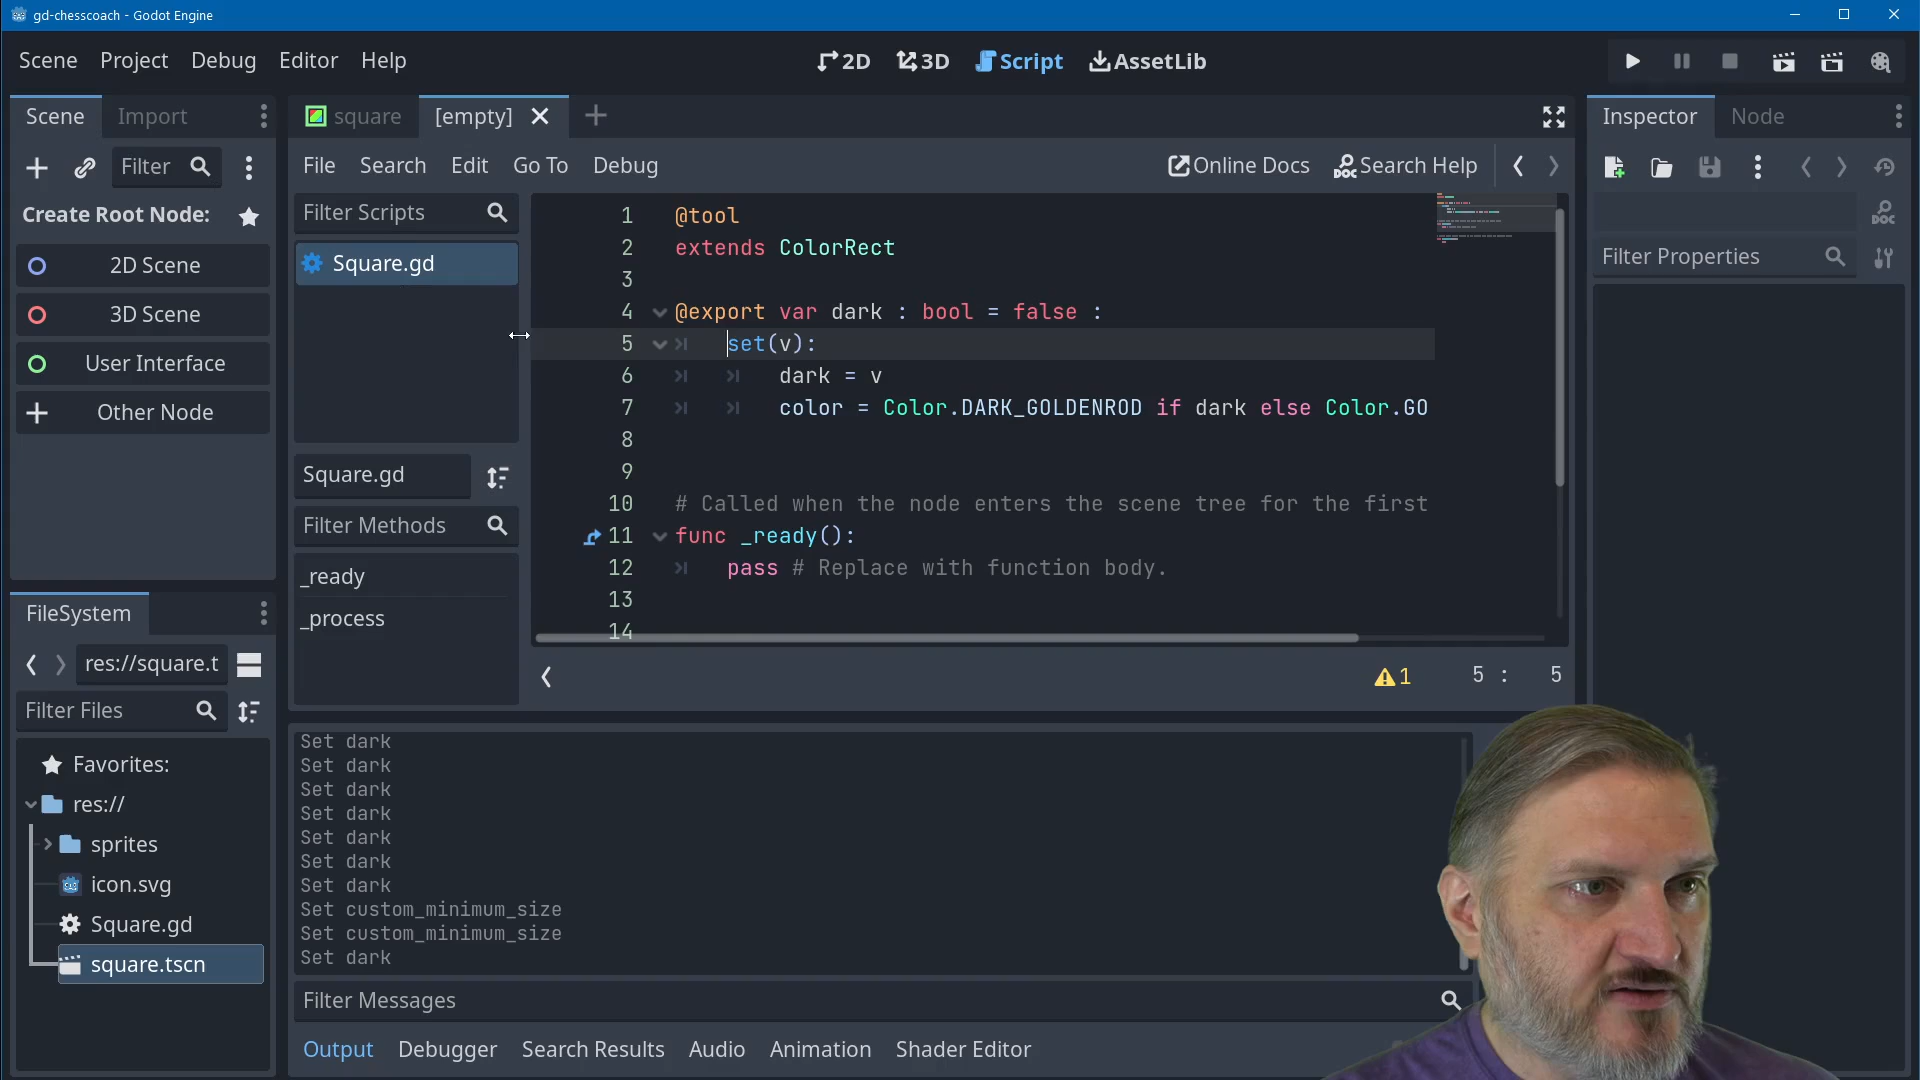 gd-chesscoach - Godot Engine
Scene Project Debug Editor Help
2D 3D Script AssetLib
Scene Import
square [empty]
Inspector Node
Filter
File Search Edit Go To Debug
Online Docs Search Help
Create Root Node:
2D Scene
3D Scene
User Interface
Other Node
Filter Scripts
Square.gd
Square.gd
Filter Methods
_ready
_process
1 @tool
2 extends ColorRect
3
4 @export var dark : bool = false :
5 set(v):
6 dark = v
7 color = Color.DARK_GOLDENROD if dark else Color.GO
8
9
10 # Called when the node enters the scene tree for the first
11 func _ready():
12 pass # Replace with function body.
13
14
1 5 : 5
Filter Properties
FileSystem
res://square.t
Filter Files
Favorites:
res://
sprites
icon.svg
Square.gd
square.tscn
Set dark
Set dark
Set dark
Set dark
Set dark
Set dark
Set dark
Set custom_minimum_size
Set custom_minimum_size
Set dark
Filter Messages
Output Debugger Search Results Audio Animation Shader Editor